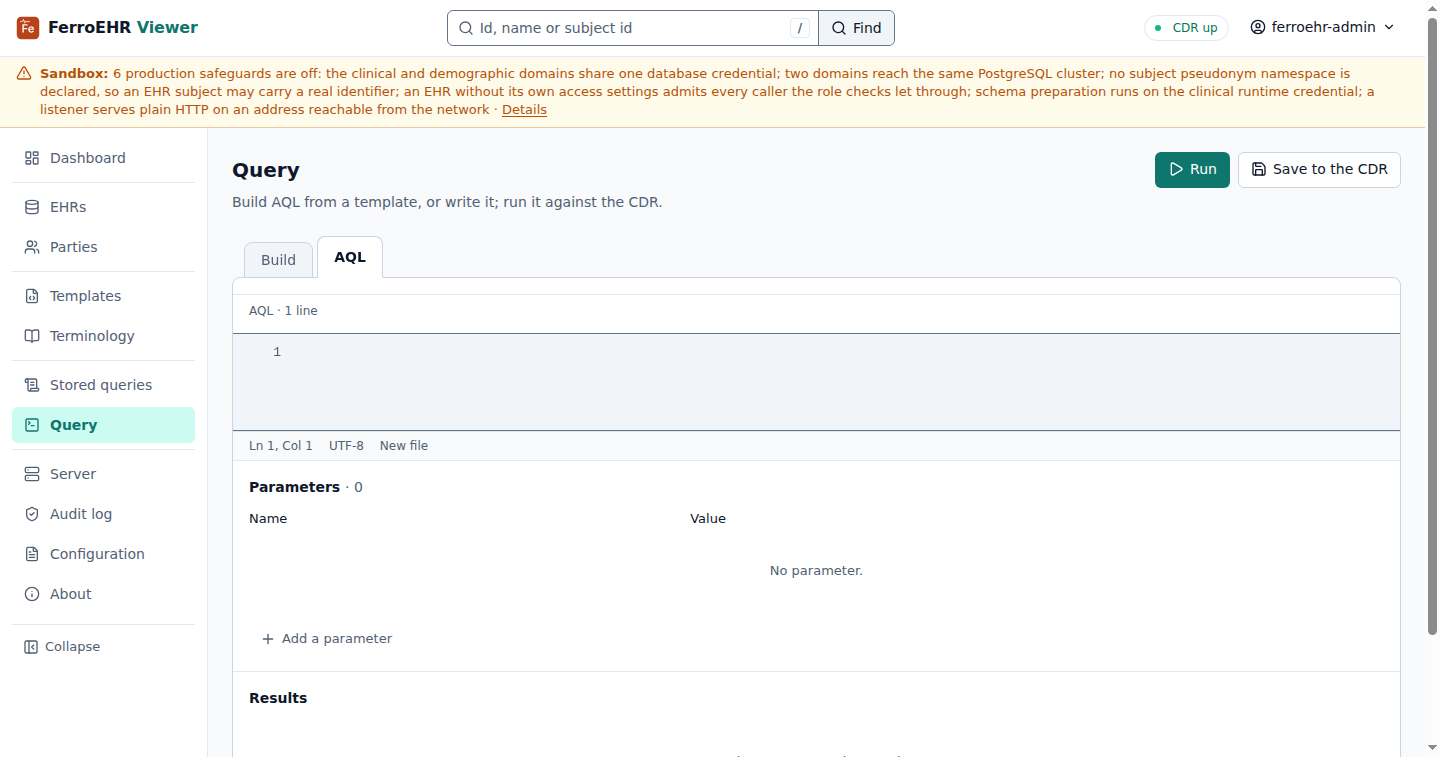 Fe FerroEHR Viewer
Id, name or subject id / Find
CDR up
ferroehr-admin
Sandbox: 6 production safeguards are off: the clinical and demographic domains share one database credential; two domains reach the same PostgreSQL cluster; no subject pseudonym namespace is
declared, so an EHR subject may carry a real identifier; an EHR without its own access settings admits every caller the role checks let through; schema preparation runs on the clinical runtime credential; a
listener serves plain HTTP on an address reachable from the network · Details
Dashboard
EHRs
Parties
Templates
Terminology
Stored queries
Query
Server
Audit log
Configuration
About
Collapse
Query
Run
Save to the CDR
Build AQL from a template, or write it; run it against the CDR.
Build
AQL
AQL · 1 line
1
Ln 1, Col 1 UTF-8 New file
Parameters · 0
Name Value
No parameter.
Add a parameter
Results